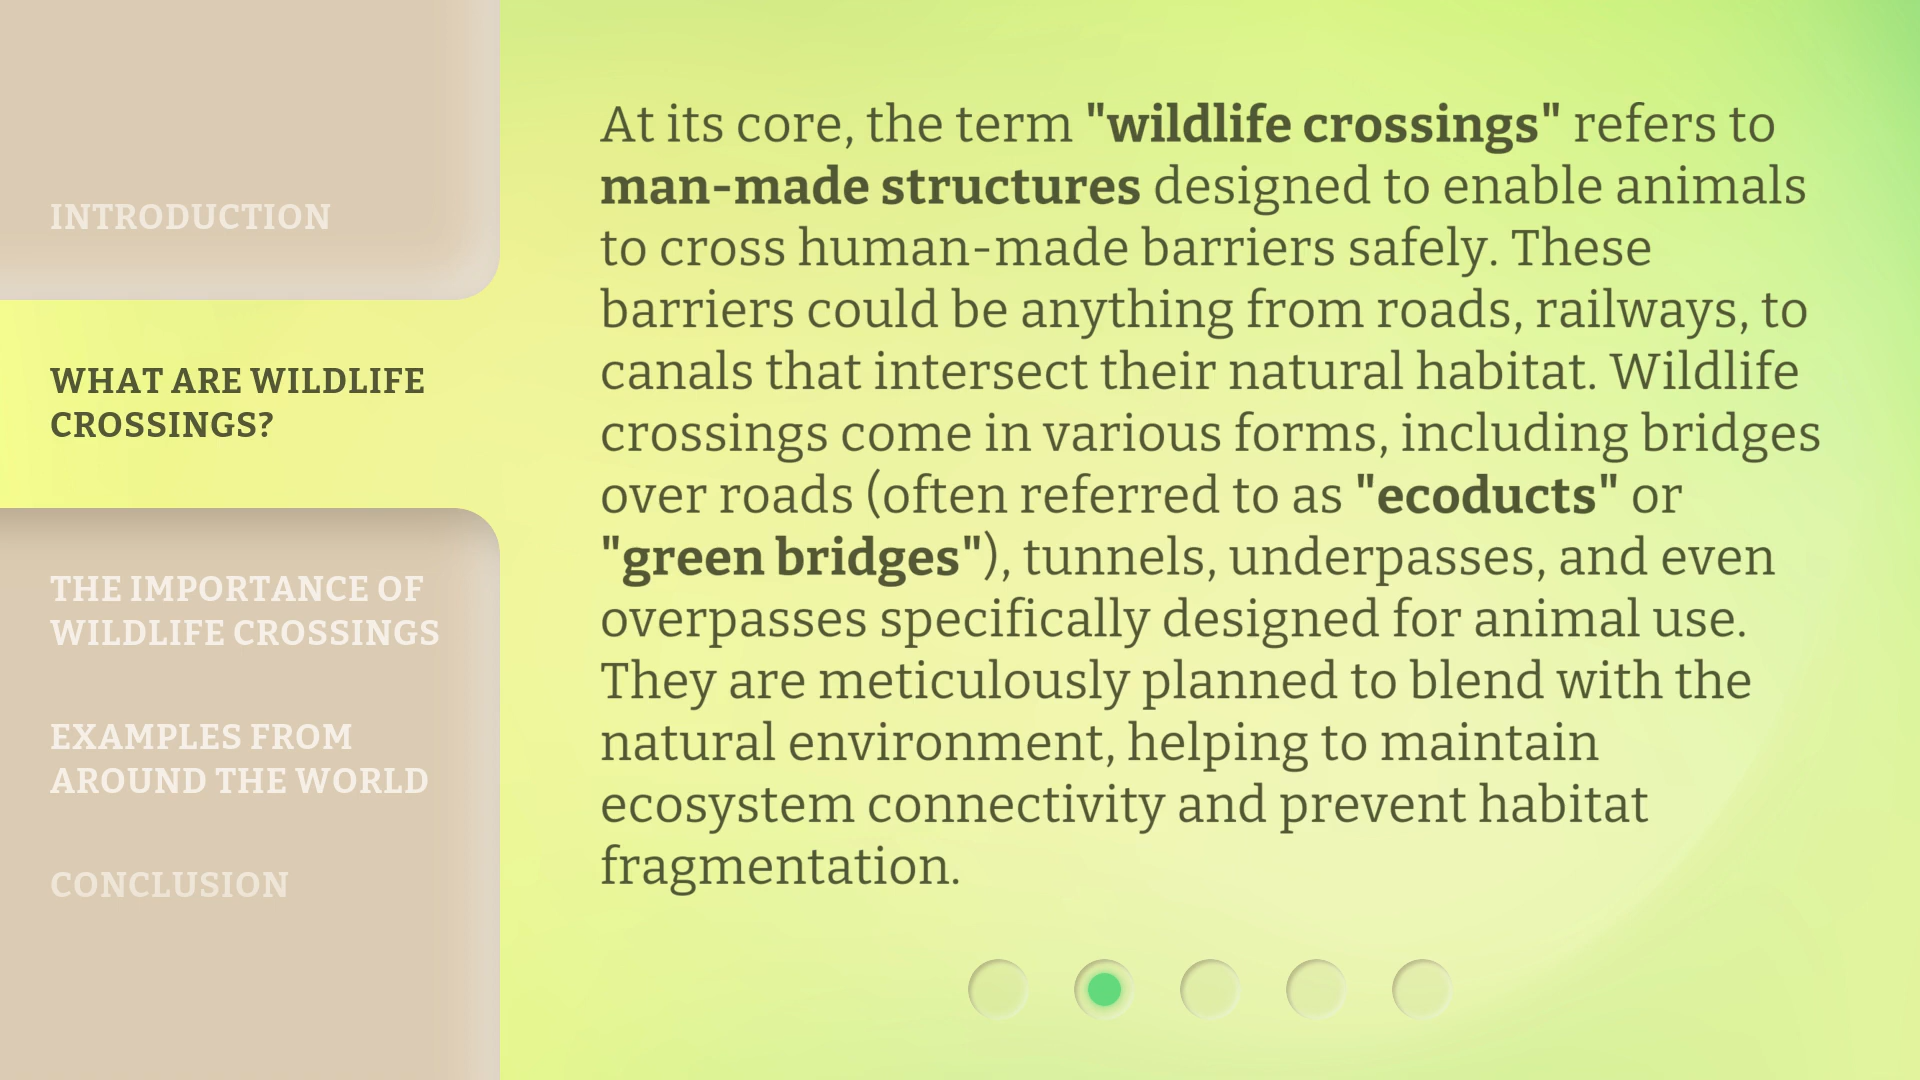 INTRODUCTION
WHAT ARE WILDLIFE
CROSSINGS?
THE IMPORTANCE OF
WILDLIFE CROSSINGS
EXAMPLES FROM
AROUND THE WORLD
CONCLUSION
At its core, the term "wildlife crossings" refers to
man-made structures designed to enable animals
to cross human-made barriers safely. These
barriers could be anything from roads, railways, to
canals that intersect their natural habitat. Wildlife
crossings come in various forms, including bridges
over roads (often referred to as "ecoducts" or
"green bridges"), tunnels, underpasses, and even
overpasses specifically designed for animal use.
They are meticulously planned to blend with the
natural environment, helping to maintain
ecosystem connectivity and prevent habitat
fragmentation.